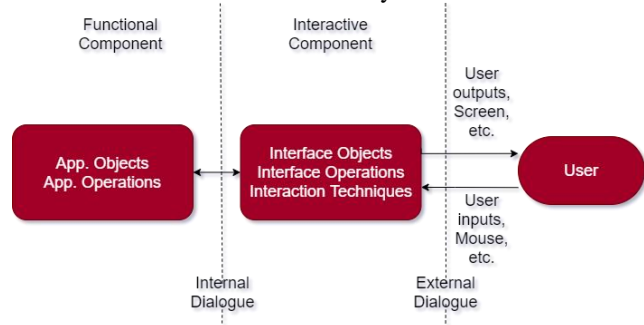 Functional
Component
Interactive
Component
User
outputs,
Screen,
etc.
App. Objects
App. Operations
Interface Objects
Interface Operations
Interaction Techniques
User
User
inputs,
Mouse,
etc.
Internal
Dialogue
External
Dialogue